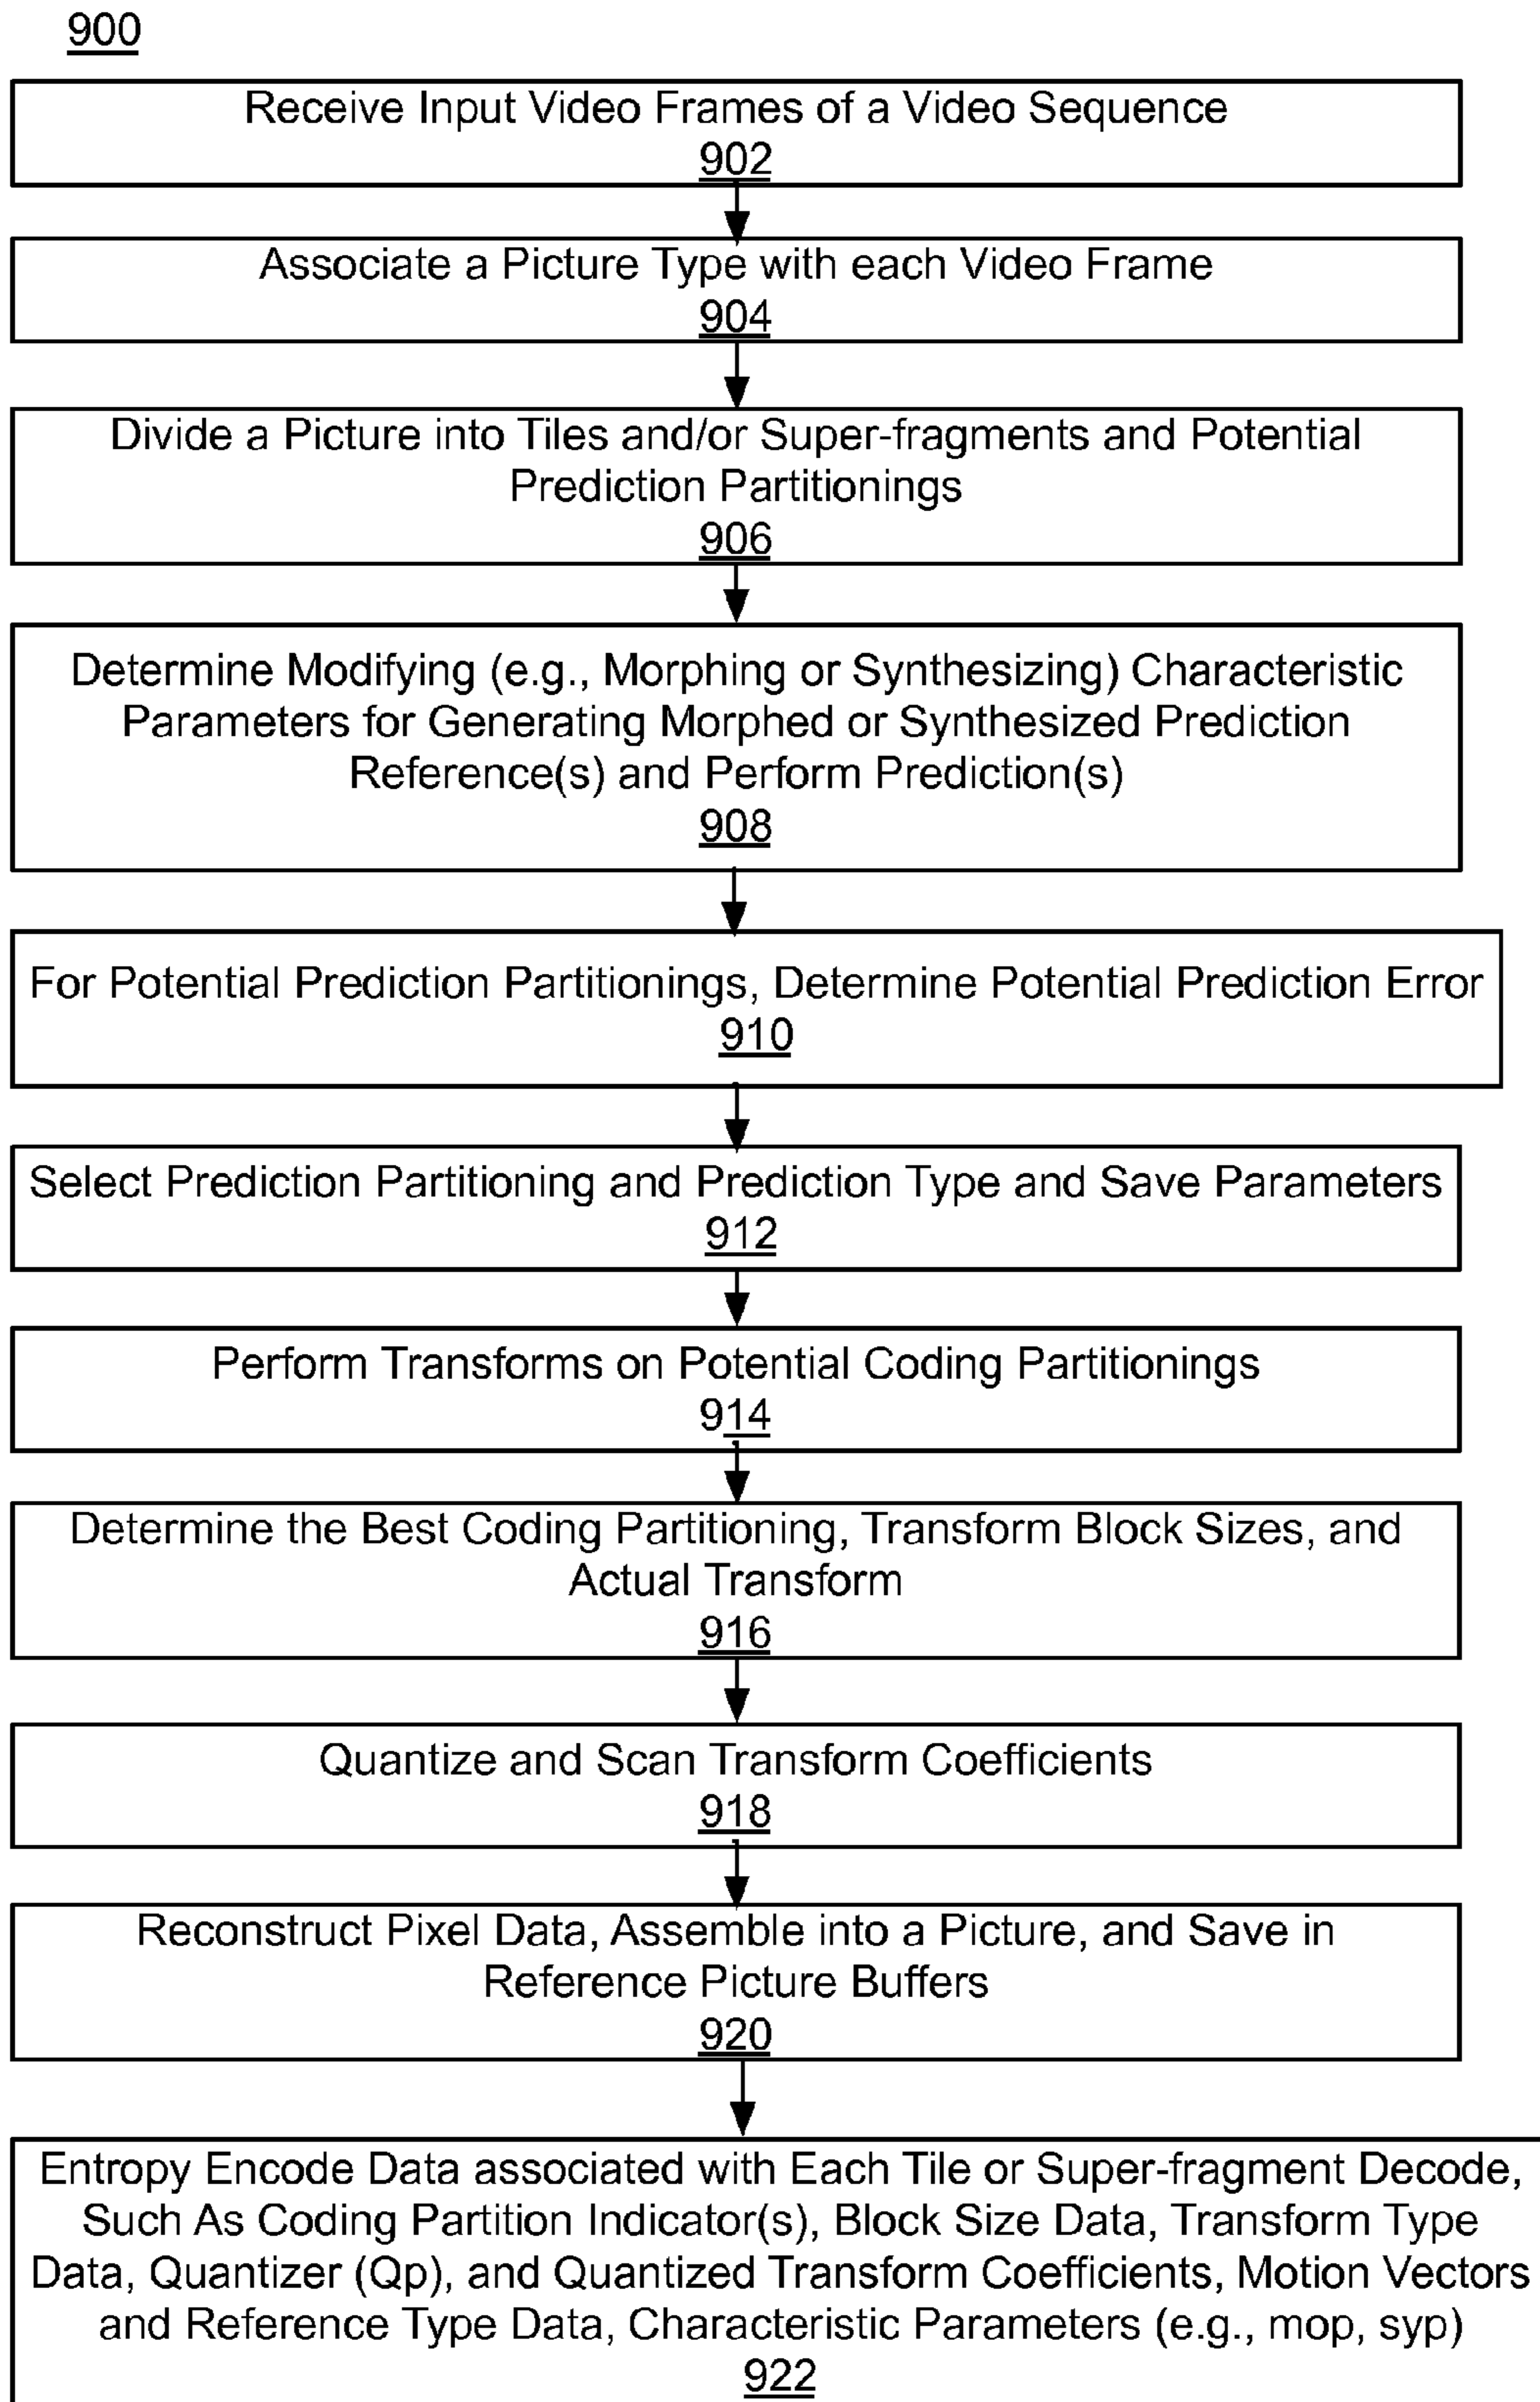 900
Receive Input Video Frames of a Video Sequence
902
Associate a Picture Type with each Video Frame
904
Divide a Picture into Tiles and/or Super-fragments and Potential
Prediction Partitionings
906
Determine Modifying (e.g., Morphing or Synthesizing) Characteristic
Parameters for Generating Morphed or Synthesized Prediction
Reference(s) and Perform Prediction(s)
908
For Potential Prediction Partitionings, Determine Potential Prediction Error
910
Select Prediction Partitioning and Prediction Type and Save Parameters
912
Perform Transforms on Potential Coding Partitionings
914
Determine the Best Coding Partitioning, Transform Block Sizes, and
Actual Transform
916
Quantize and Scan Transform Coefficients
918
Reconstruct Pixel Data, Assemble into a Picture, and Save in
Reference Picture Buffers
920
Entropy Encode Data associated with Each Tile or Super-fragment Decode,
Such As Coding Partition Indicator(s), Block Size Data, Transform Type
Data, Quantizer (Qp), and Quantized Transform Coefficients, Motion Vectors
and Reference Type Data, Characteristic Parameters (e.g., mop, syp)
922